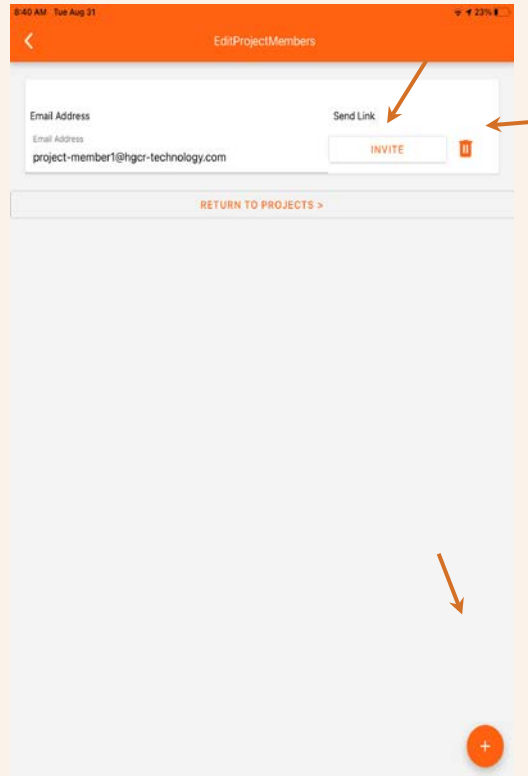 8:40 AM Tue Aug 31 23%
EditProjectMembers
Email Address Send Link
Email Address
project-member1@hgcr-technology.com
INVITE
RETURN TO PROJECTS >
+